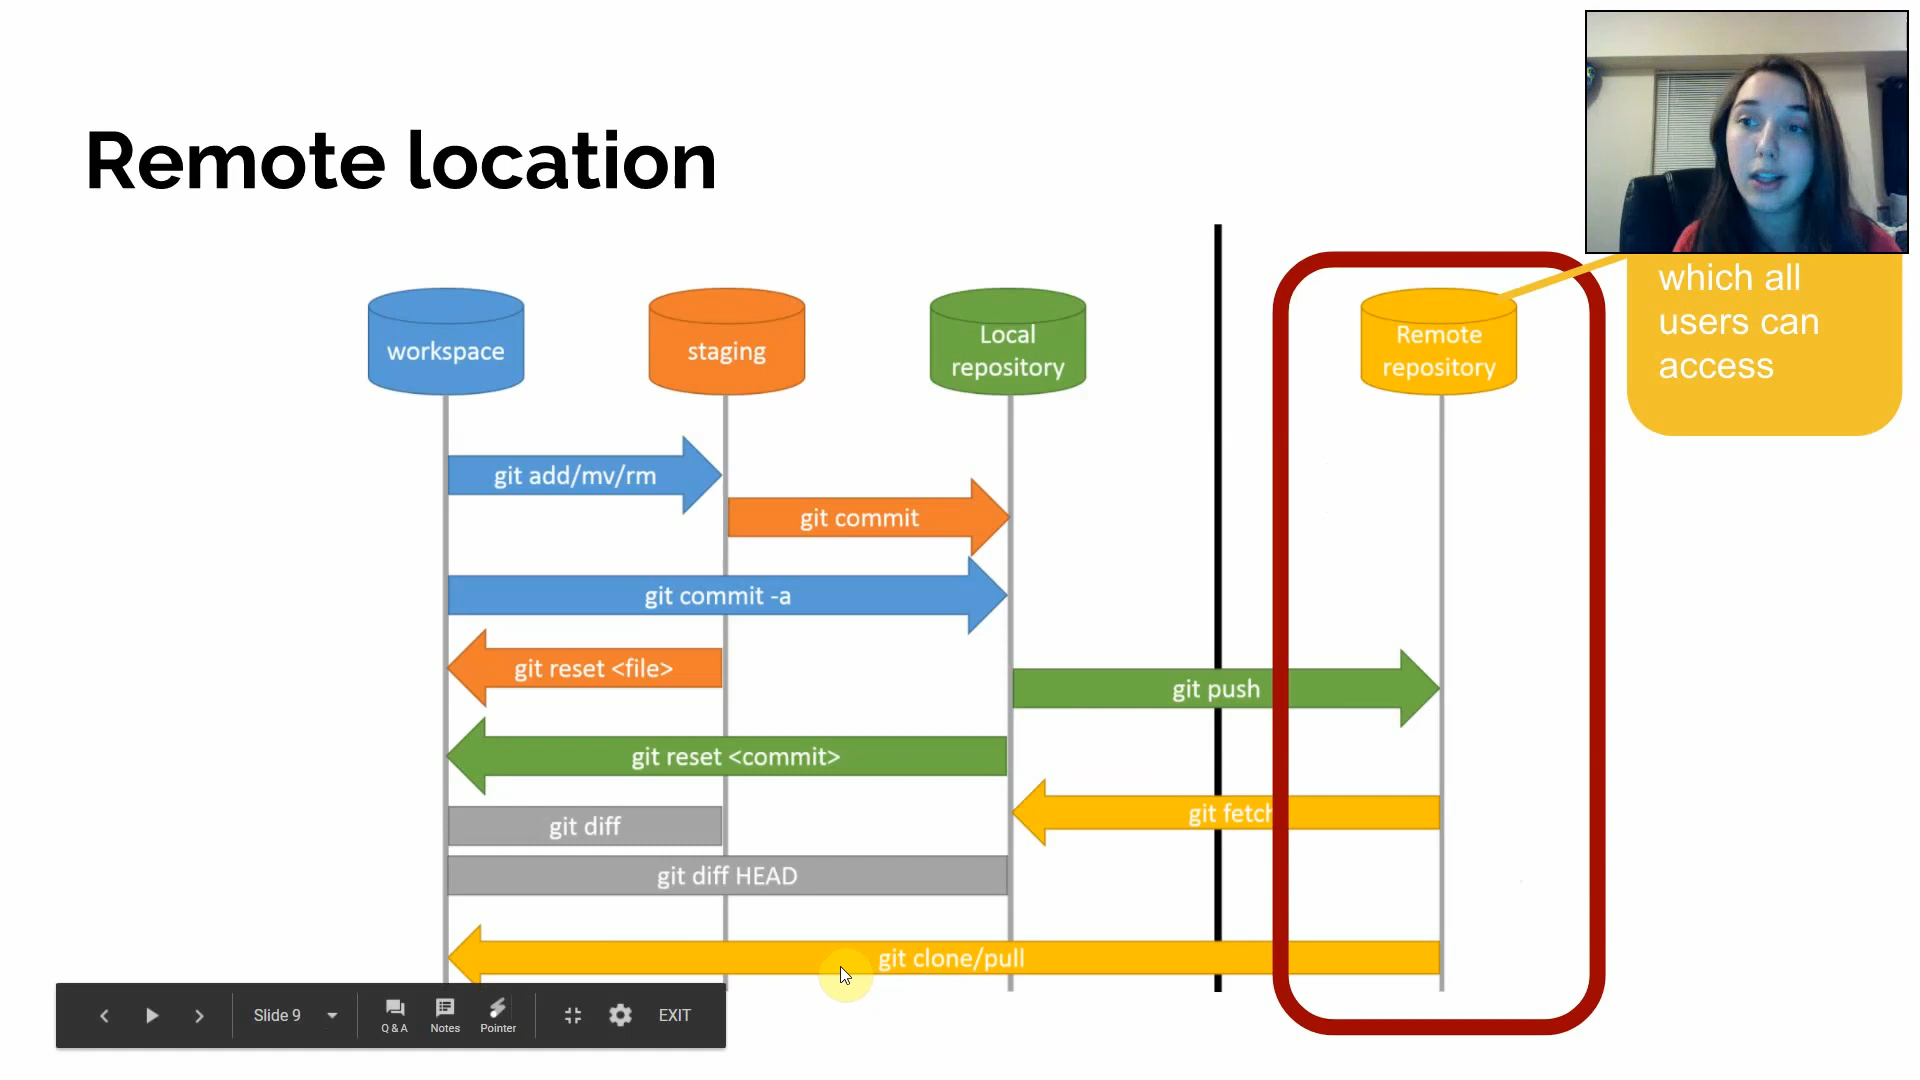 Remote location
which all
users can
access
workspace
staging
Local
repository
Remote
repository
git add/mv/rm
git commit
git commit -a
git reset <file>
git push
git reset <commit>
git fetch
git diff
git diff HEAD
git clone/pull
Slide 9
Q & A
Notes
Pointer
EXIT